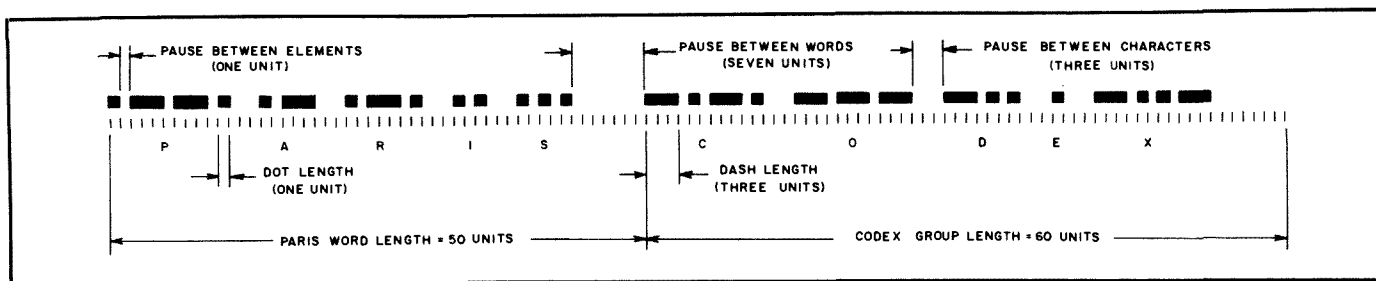 PAUSE BETWEEN ELEMENTS
(ONE UNIT)
PAUSE BETWEEN WORDS
(SEVEN UNITS)
PAUSE BETWEEN CHARACTERS
(THREE UNITS)
P A R I S C O D E X
DOT LENGTH
(ONE UNIT)
DASH LENGTH
(THREE UNITS)
PARIS WORD LENGTH = 50 UNITS
CODEX GROUP LENGTH = 60 UNITS